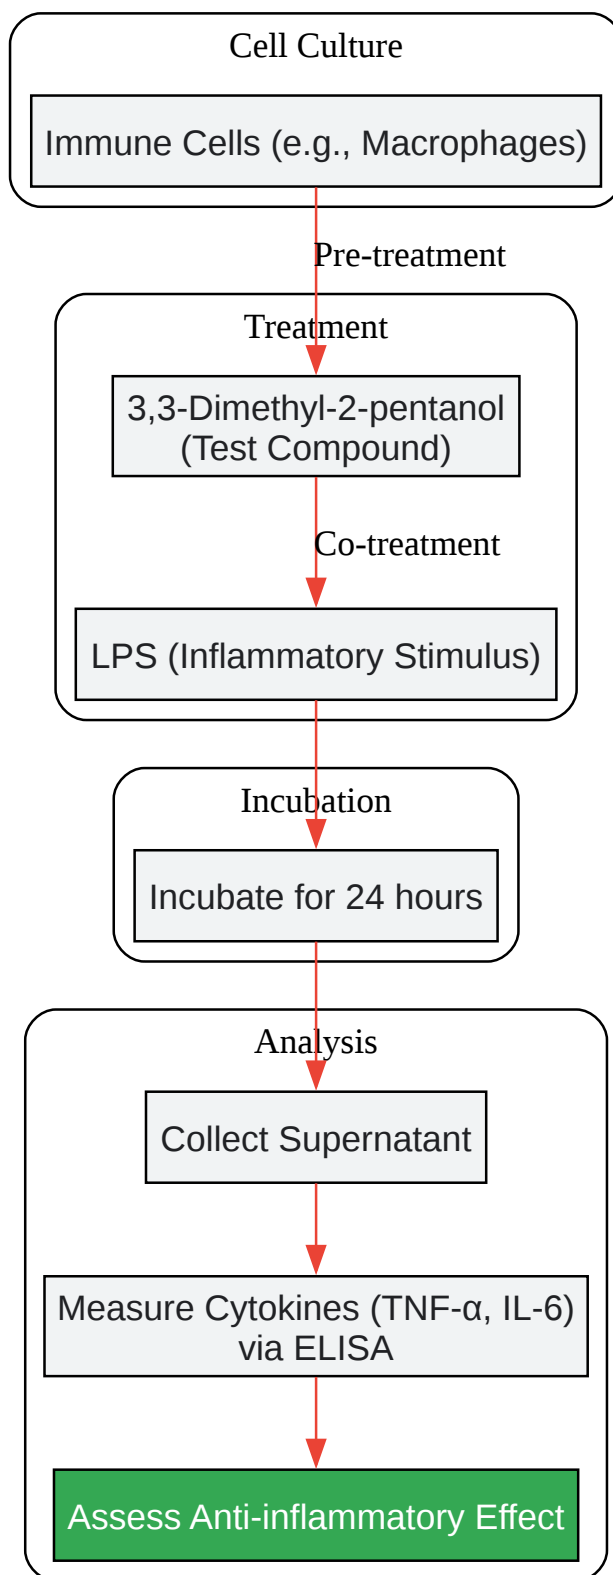 Cell Culture
Immune Cells (e.g., Macrophages)
Pre-treatment
Treatment
3,3-Dimethyl-2-pentanol
(Test Compound)
Co-treatment
LPS (Inflammatory Stimulus)
Incubation
Incubate for 24 hours
Analysis
Collect Supernatant
Measure Cytokines (TNF-α, IL-6)
via ELISA
Assess Anti-inflammatory Effect